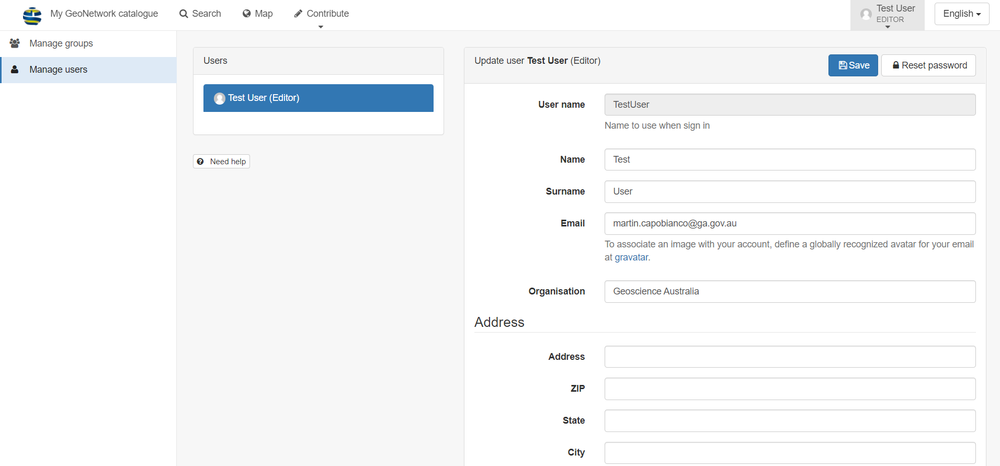 My GeoNetwork catalogue
Search
Map
Contribute
Test User
EDITOR
English
Manage groups
Manage users
Users
Test User (Editor)
Need help
Update user Test User (Editor)
Save
Reset password
User name
TestUser
Name to use when sign in
Name
Test
Surname
User
Email
martin.capobianco@ga.gov.au
To associate an image with your account, define a globally recognized avatar for your email
at gravatar.
Organisation
Geoscience Australia
Address
Address
ZIP
State
City